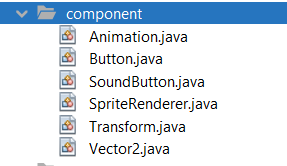 component
Animation.java
Button.java
SoundButton.java
SpriteRenderer.java
Transform.java
Vector2.java